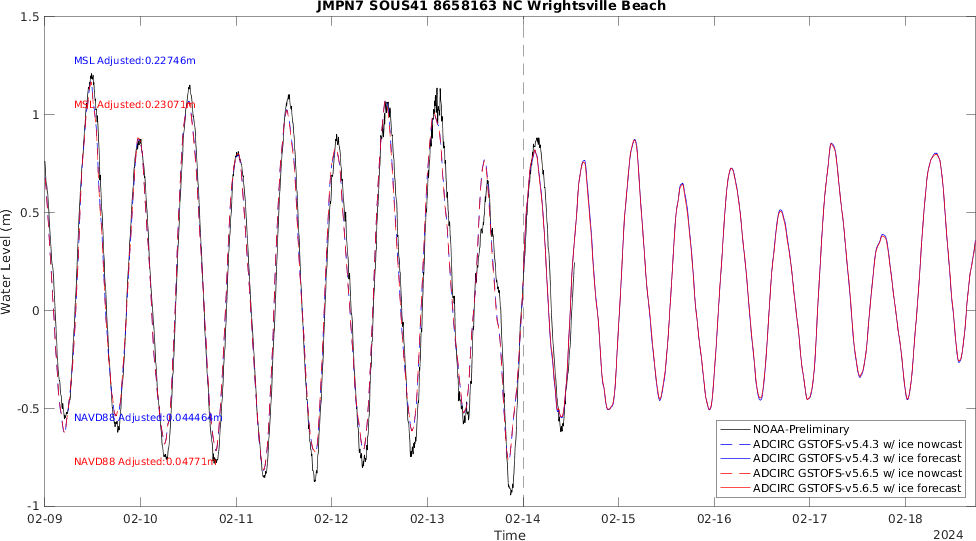 JMPN7 SOUS41 8658163 NC Wrightsville Beach
1.5
MSL Adjusted:0.22746m
MSL Adjusted:0.23071m
1
0.5
Water Level (m)
0
-0.5
NAVD88 Adjusted:0.044464m
NAVD88 Adjusted:0.04771m
NOAA-Preliminary
ADCIRC GSTOFS-v5.4.3 w/ ice nowcast
ADCIRC GSTOFS-v5.4.3 w/ ice forecast
ADCIRC GSTOFS-v5.6.5 w/ ice nowcast
ADCIRC GSTOFS-v5.6.5 w/ ice forecast
-1
02-09 02-10 02-11 02-12 02-13 02-14 02-15 02-16 02-17 02-18
Time
2024